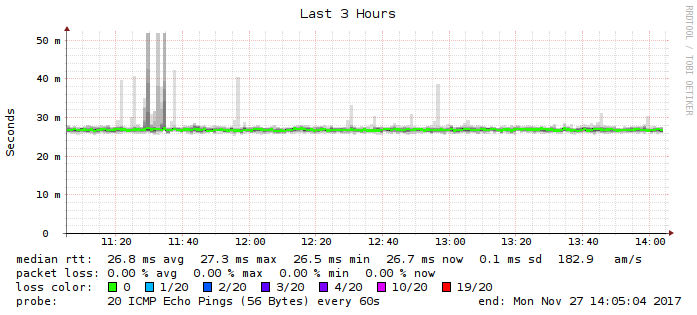 Last 3 Hours
RRDTOOL / TOBI OETIKER
Seconds
50 m
40 m
30 m
20 m
10 m
0
11:20 11:40 12:00 12:20 12:40 13:00 13:20 13:40 14:00
median rtt: 26.8 ms avg 27.3 ms max 26.5 ms min 26.7 ms now 0.1 ms sd 182.9 am/s
packet loss: 0.00 % avg 0.00 % max 0.00 % min 0.00 % now
loss color: 0 1/20 2/20 3/20 4/20 10/20 19/20
probe: 20 ICMP Echo Pings (56 Bytes) every 60s end: Mon Nov 27 14:05:04 2017